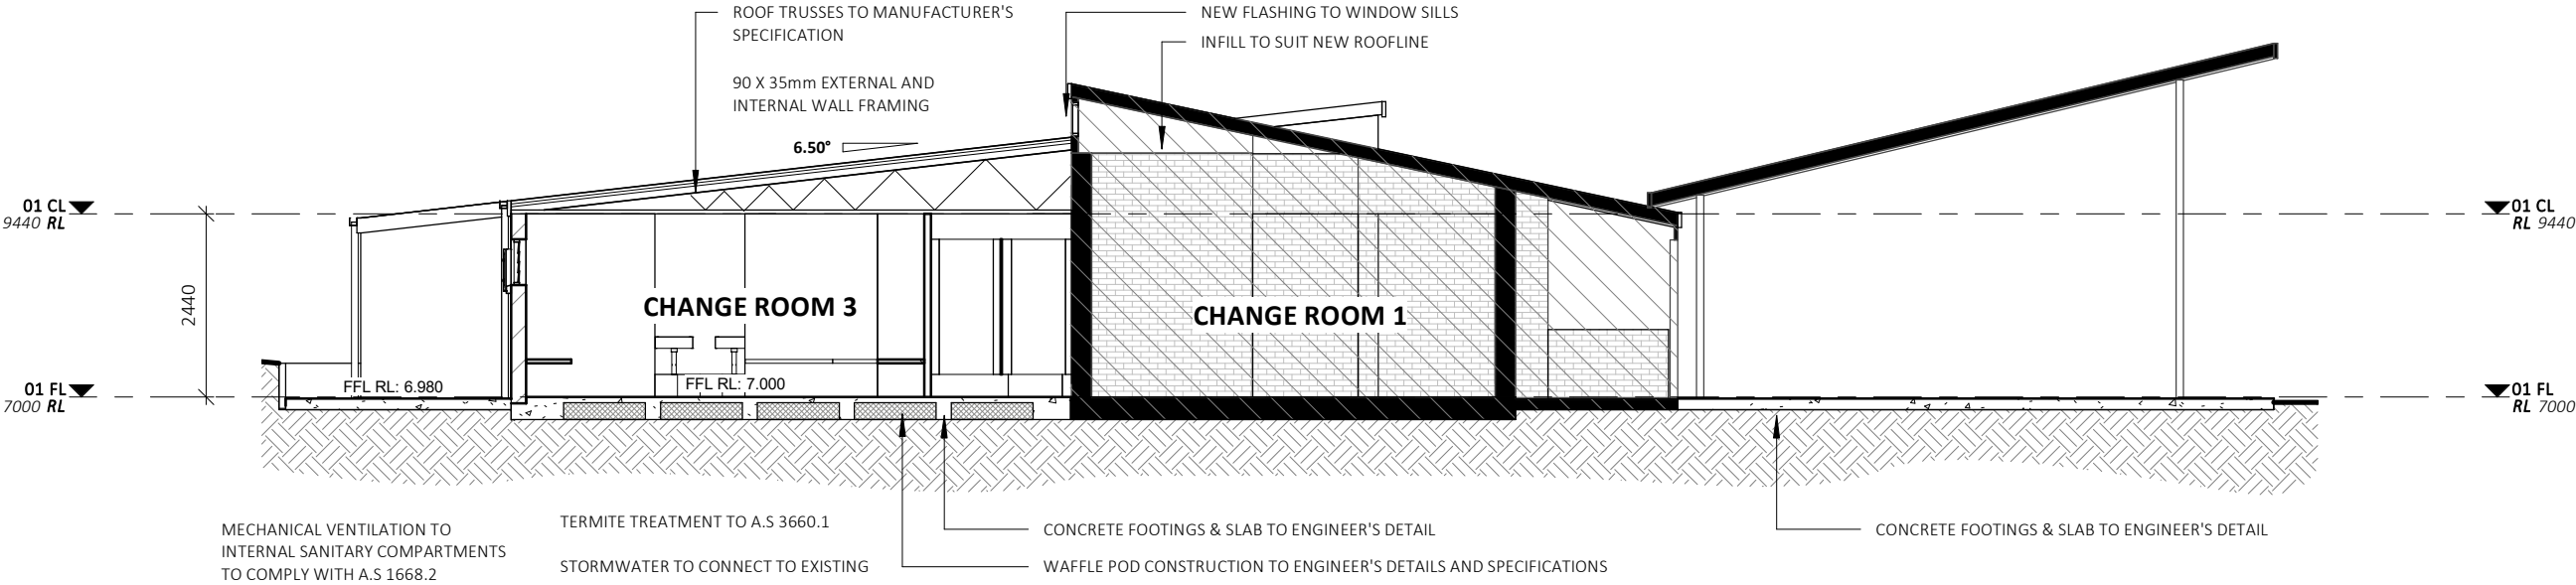 ROOF TRUSSES TO MANUFACTURER'S
SPECIFICATION
90 X 35mm EXTERNAL AND
INTERNAL WALL FRAMING
NEW FLASHING TO WINDOW SILLS
INFILL TO SUIT NEW ROOFLINE
6.50°
01 CL
9440 RL
01 CL
RL 9440
2440
CHANGE ROOM 3
CHANGE ROOM 1
FFL RL: 6.980
FFL RL: 7.000
01 FL
7000 RL
01 FL
RL 7000
MECHANICAL VENTILATION TO
INTERNAL SANITARY COMPARTMENTS
TO COMPLY WITH A.S 1668.2
TERMITE TREATMENT TO A.S 3660.1
STORMWATER TO CONNECT TO EXISTING
CONCRETE FOOTINGS & SLAB TO ENGINEER'S DETAIL
WAFFLE POD CONSTRUCTION TO ENGINEER'S DETAILS AND SPECIFICATIONS
CONCRETE FOOTINGS & SLAB TO ENGINEER'S DETAIL